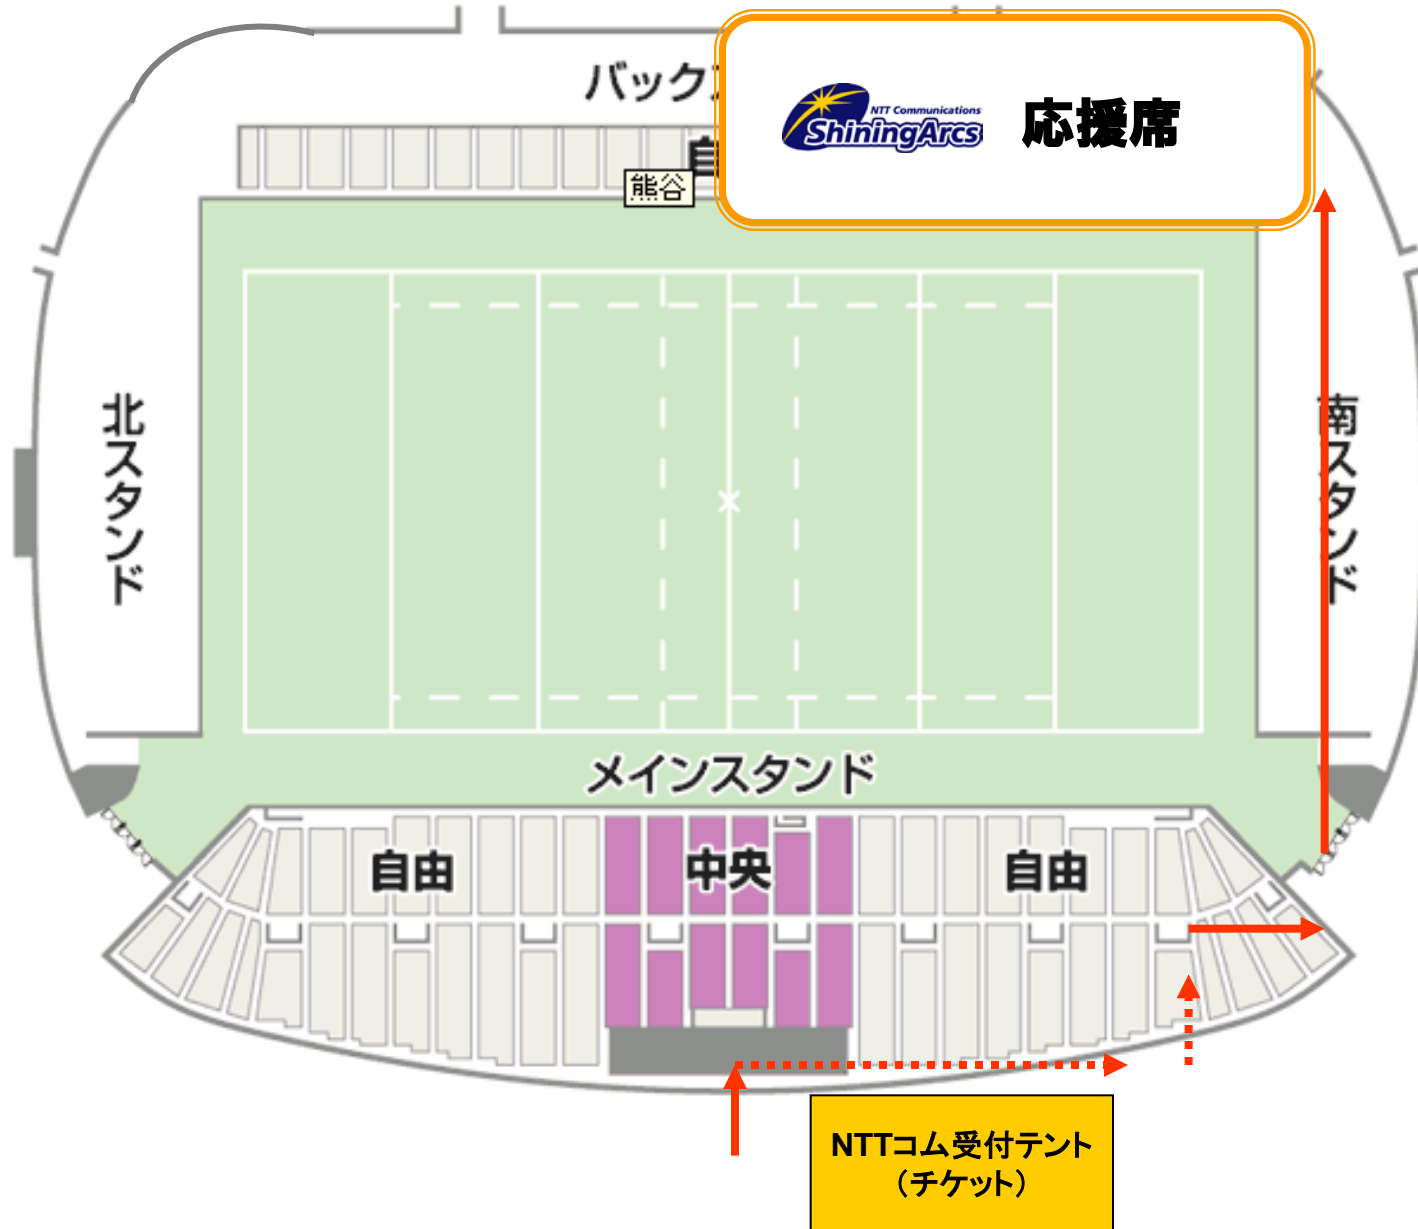 バックス
NTT Communications
ShiningArcs
応援席
自
熊谷
北スタンド
南スタンド
メインスタンド
自由
中央
自由
NTTコム受付テント
（チケット）